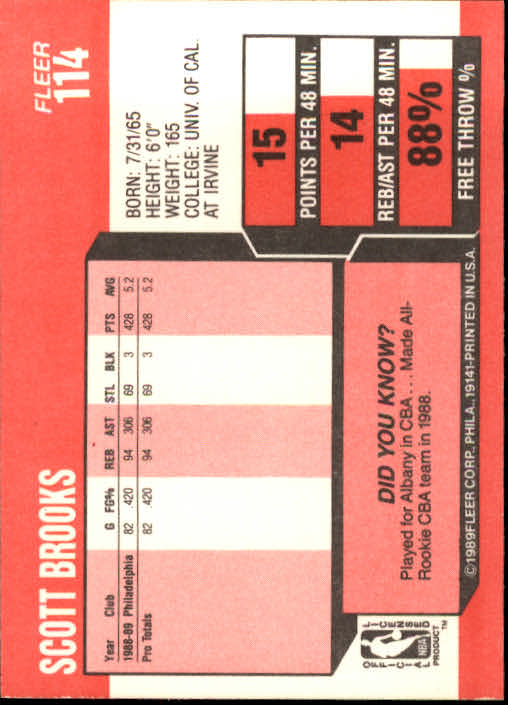 SCOTT BROOKS
FLEER
114
BORN: 7/31/65
HEIGHT: 6'0"
WEIGHT: 165
COLLEGE: UNIV. OF CAL.
AT IRVINE
Year Club G FG% REB AST STL BLK PTS AVG
1988-89 Philadelphia 82 .420 94 306 69 3 428 5.2
Pro Totals 82 .420 94 306 69 3 428 5.2
15
POINTS PER 48 MIN.
14
REB/AST PER 48 MIN.
88%
FREE THROW %
DID YOU KNOW?
Played for Albany in CBA . . . Made All-
Rookie CBA team in 1988.
OFFICIAL
LICENSED
NBA
PRODUCT™
©1989FLEER CORP., PHILA., 19141-PRINTED IN U.S.A.